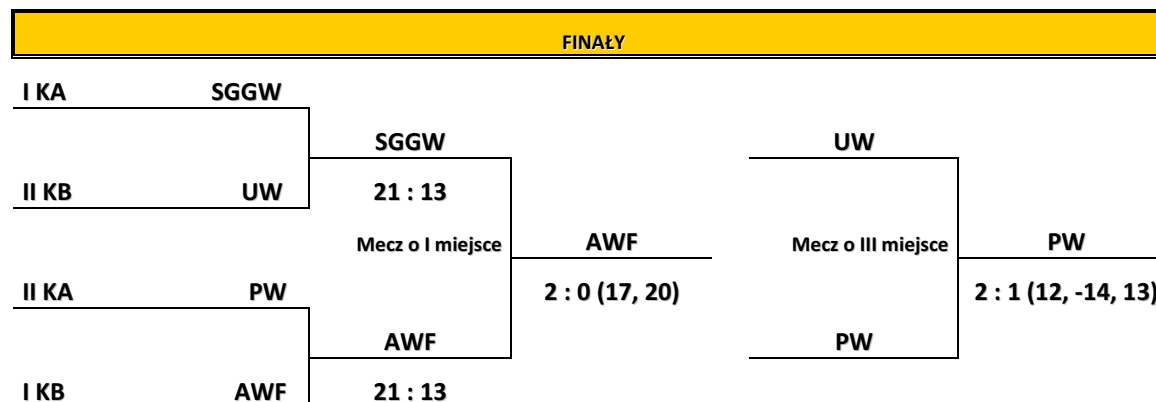 FINAŁY
I KA SGGW
SGGW UW
II KB UW 21 : 13
Mecz o I miejsce AWF Mecz o III miejsce PW
II KA PW 2 : 0 (17, 20) 2 : 1 (12, -14, 13)
AWF PW
I KB AWF 21 : 13